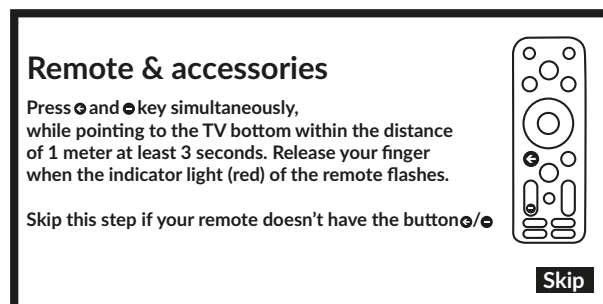 Remote & accessories
Press and key simultaneously,
while pointing to the TV bottom within the distance
of 1 meter at least 3 seconds. Release your finger
when the indicator light (red) of the remote flashes.
Skip this step if your remote doesn't have the button /
Skip